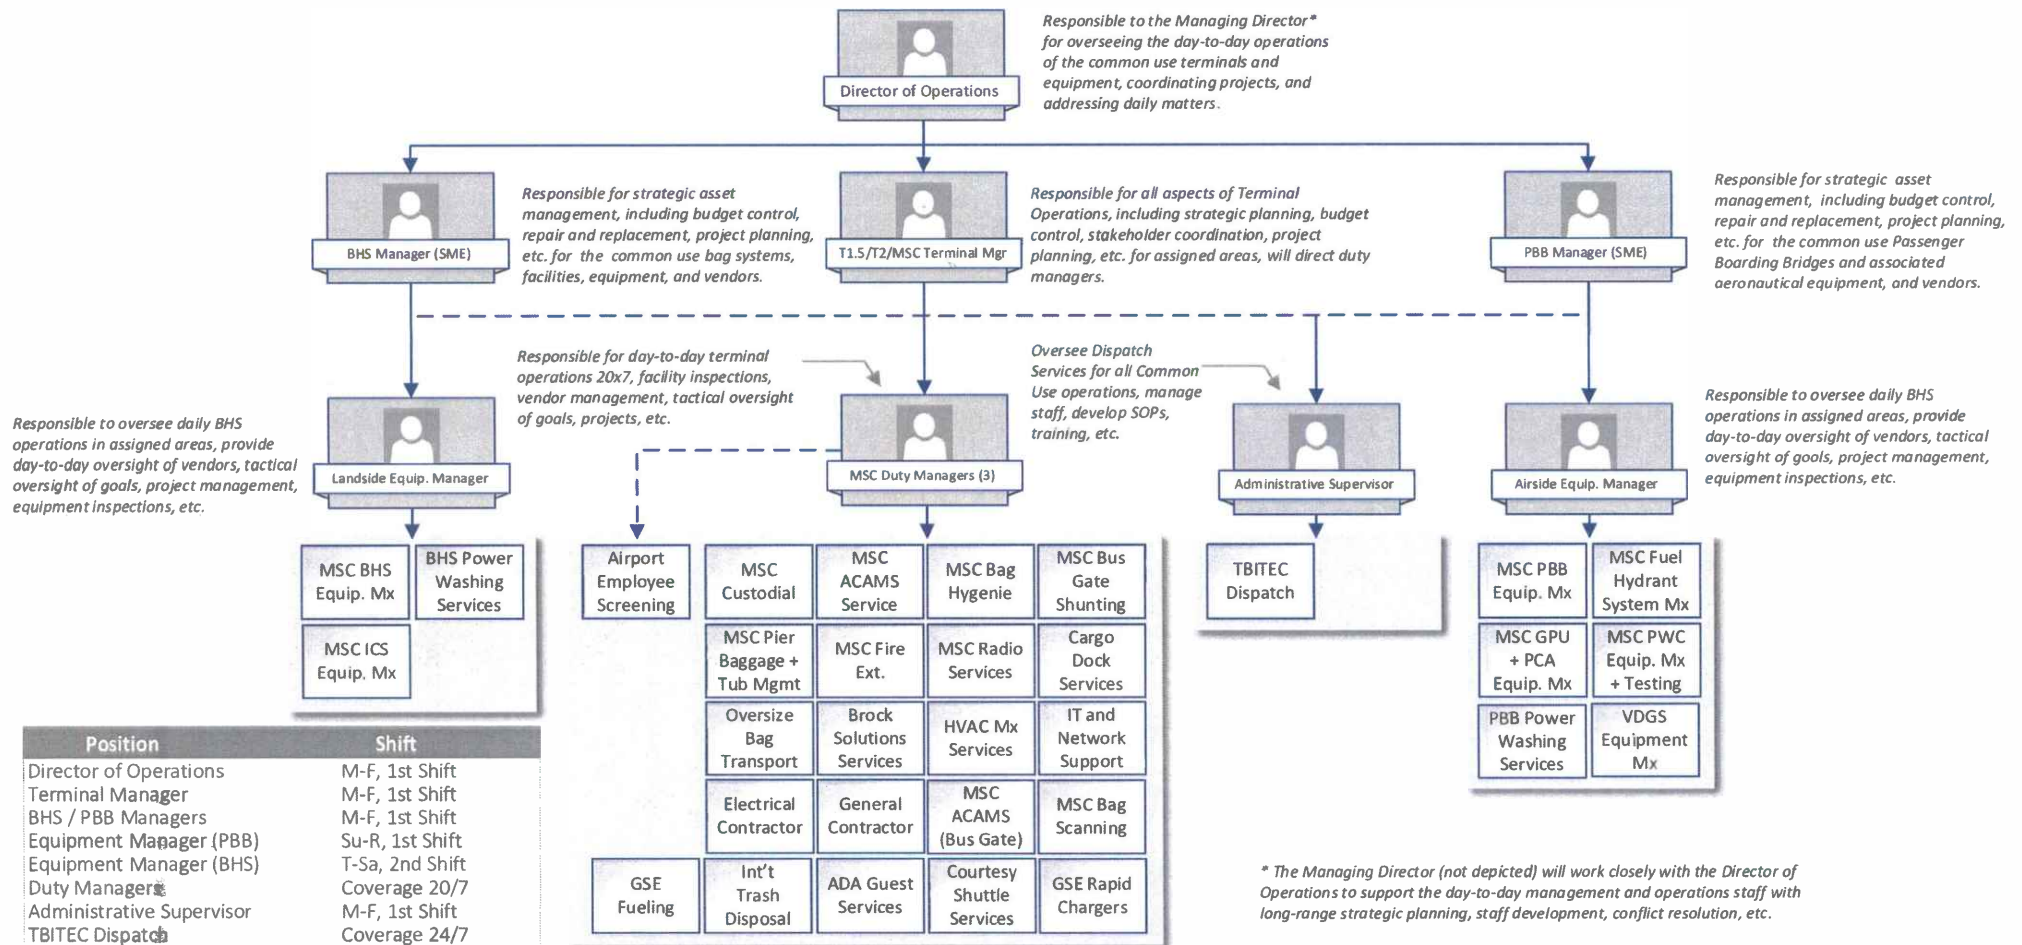 Responsible to the Managing Director*
for overseeing the day-to-day operations
of the common use terminals and
equipment, coordinating projects, and
addressing daily matters.
Director of Operations
BHS Manager (SME)
Responsible for strategic asset
management, including budget control,
repair and replacement, project planning,
etc. for the common use bag systems,
facilities, equipment, and vendors.
T1.5/T2/MSC Terminal Mgr
Responsible for all aspects of Terminal
Operations, including strategic planning, budget
control, stakeholder coordination, project
planning, etc. for assigned areas, will direct duty
managers.
PBB Manager (SME)
Responsible for strategic asset
management, including budget control,
repair and replacement, project planning,
etc. for the common use Passenger
Boarding Bridges and associated
aeronautical equipment, and vendors.
Responsible to oversee daily BHS
operations in assigned areas, provide
day-to-day oversight of vendors, tactical
oversight of goals, project management,
equipment inspections, etc.
Landside Equip. Manager
Responsible for day-to-day terminal
operations 20x7, facility inspections,
vendor management, tactical oversight
of goals, projects, etc.
MSC Duty Managers (3)
Oversee Dispatch
Services for all Common
Use operations, manage
staff, develop SOPs,
training, etc.
Administrative Supervisor
Airside Equip. Manager
Responsible to oversee daily BHS
operations in assigned areas, provide
day-to-day oversight of vendors, tactical
oversight of goals, project management,
equipment inspections, etc.
MSC BHS
Equip. Mx
BHS Power
Washing
Services
MSC ICS
Equip. Mx
Airport
Employee
Screening
MSC
Custodial
MSC
ACAMS
Service
MSC Bag
Hygenie
MSC Bus
Gate
Shunting
MSC Pier
Baggage +
Tub Mgmt
MSC Fire
Ext.
MSC Radio
Services
Cargo
Dock
Services
Oversize
Bag
Transport
Brock
Solutions
Services
HVAC Mx
Services
IT and
Network
Support
Electrical
Contractor
General
Contractor
MSC
ACAMS
(Bus Gate)
MSC Bag
Scanning
GSE
Fueling
Int't
Trash
Disposal
ADA Guest
Services
Courtesy
Shuttle
Services
GSE Rapid
Chargers
TBITEC
Dispatch
MSC PBB
Equip. Mx
MSC Fuel
Hydrant
System Mx
MSC GPU
+ PCA
Equip. Mx
MSC PWC
Equip. Mx
+ Testing
PBB Power
Washing
Services
VDGS
Equipment
Mx
Position Shift
Director of Operations M-F, 1st Shift
Terminal Manager M-F, 1st Shift
BHS / PBB Managers M-F, 1st Shift
Equipment Manager (PBB) Su-R, 1st Shift
Equipment Manager (BHS) T-Sa, 2nd Shift
Duty Managers Coverage 20/7
Administrative Supervisor M-F, 1st Shift
TBITEC Dispatch Coverage 24/7
* The Managing Director (not depicted) will work closely with the Director of
Operations to support the day-to-day management and operations staff with
long-range strategic planning, staff development, conflict resolution, etc.